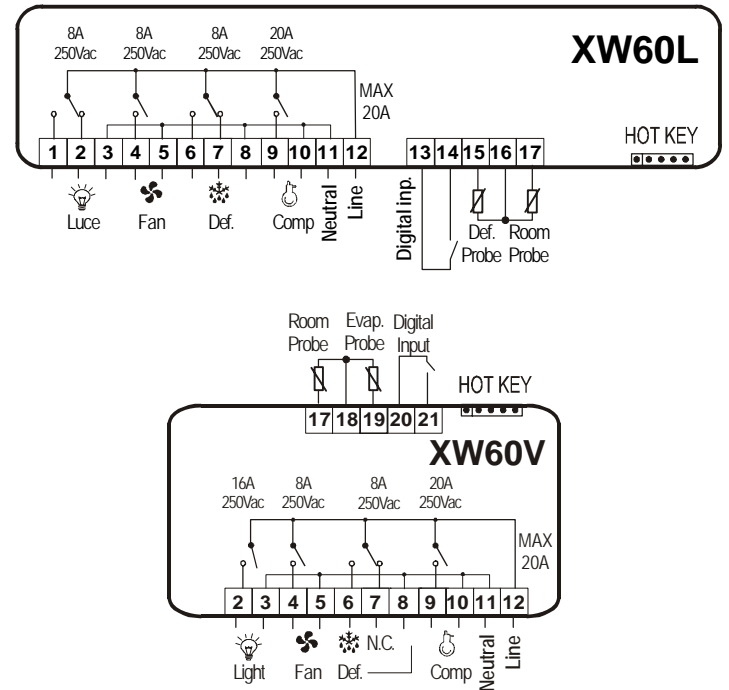 8A 8A 8A 20A
250Vac 250Vac 250Vac 250Vac
XW60L
MAX
20A
HOT KEY
1 2 3 4 5 6 7 8 9 10 11 12 13 14 15 16 17
Luce Fan Def. Comp Neutral Line
Digital inp.
Def. Room
Probe Probe
Room Evap. Digital
Probe Probe Input
HOT KEY
17 18 19 20 21
XW60V
16A 8A 8A 20A
250Vac 250Vac 250Vac 250Vac
MAX
20A
2 3 4 5 6 7 8 9 10 11 12
N.C.
Light Fan Def. Comp Neutral Line